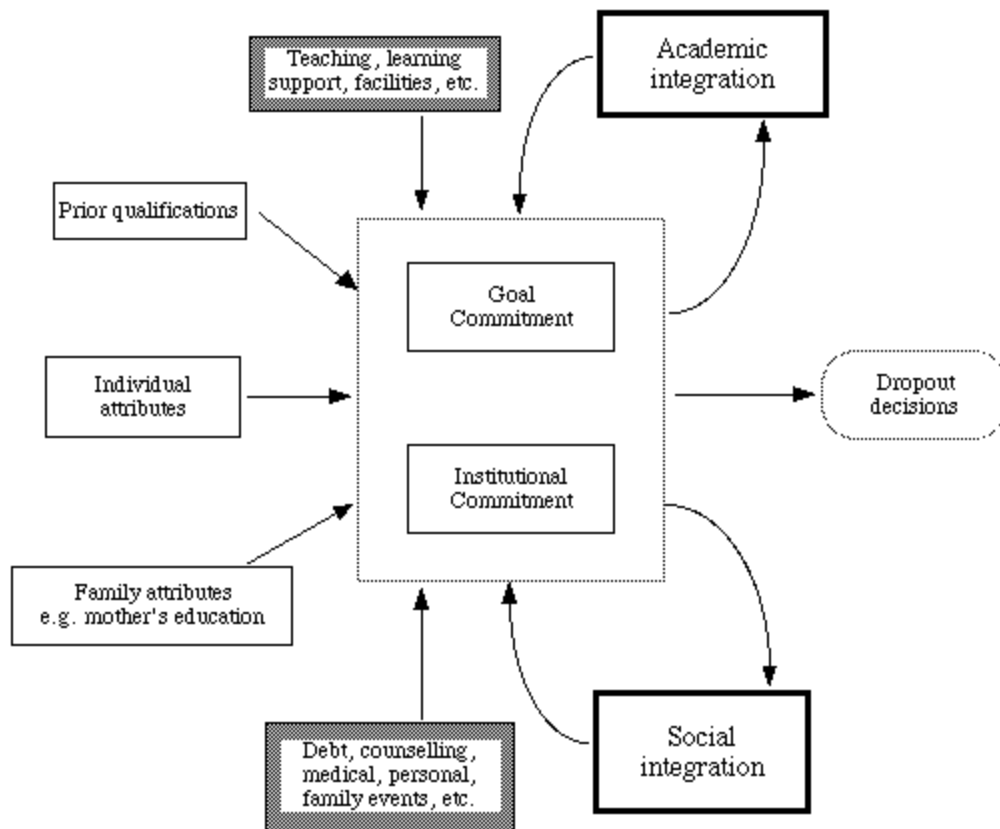 Teaching, learning
support, facilities, etc.
Academic
integration
Prior qualifications
Goal
Commitment
Individual
attributes
Dropout
decisions
Institutional
Commitment
Family attributes
e.g. mother's education
Debt, counselling,
medical, personal,
family events, etc.
Social
integration